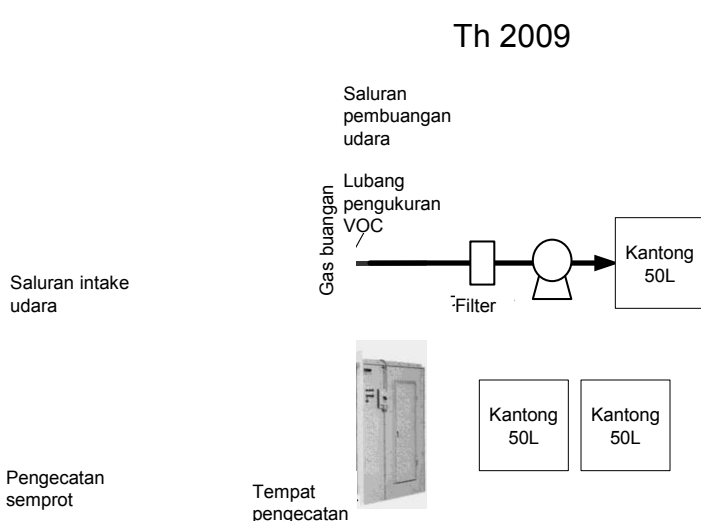 Th 2009
Saluran
pembuangan
udara
Lubang
pengukuran
VOC
Gas buangan
Kantong
50L
Filter
Saluran intake
udara
Kantong
50L
Kantong
50L
Pengecatan
semprot
Tempat
pengecatan